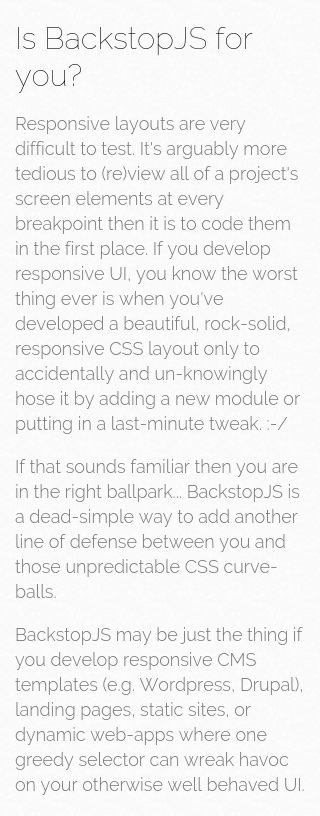 Is BackstopJS for
you?
Responsive layouts are very
difficult to test. It's arguably more
tedious to (re)view all of a project's
screen elements at every
breakpoint then it is to code them
in the first place. If you develop
responsive UI, you know the worst
thing ever is when you've
developed a beautiful, rock-solid,
responsive CSS layout only to
accidentally and un-knowingly
hose it by adding a new module or
putting in a last-minute tweak. :-/
If that sounds familiar then you are
in the right ballpark... BackstopJS is
a dead-simple way to add another
line of defense between you and
those unpredictable CSS curve-
balls.
BackstopJS may be just the thing if
you develop responsive CMS
templates (e.g. Wordpress, Drupal),
landing pages, static sites, or
dynamic web-apps where one
greedy selector can wreak havoc
on your otherwise well behaved UI.